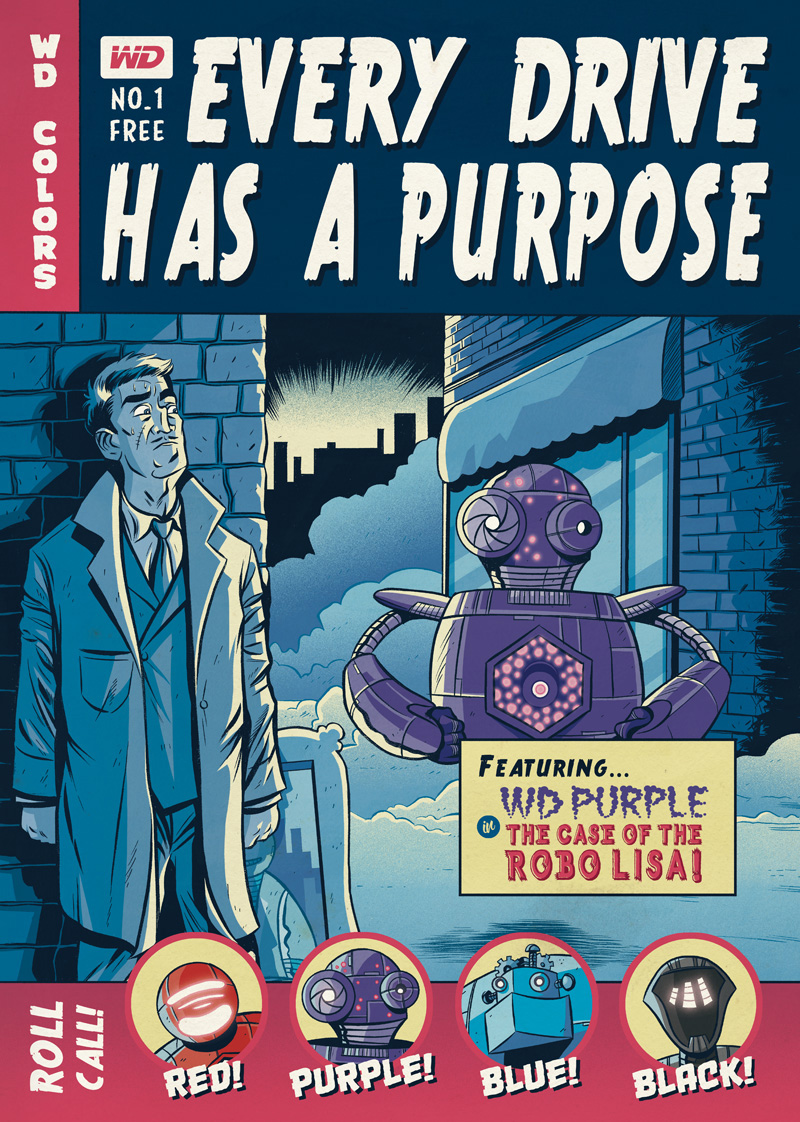 WD COLORS
WD
NO.1
FREE
EVERY DRIVE
HAS A PURPOSE
FEATURING...
WD PURPLE
in THE CASE OF THE
ROBO LISA!
ROLL
CALL!
RED!
PURPLE!
BLUE!
BLACK!